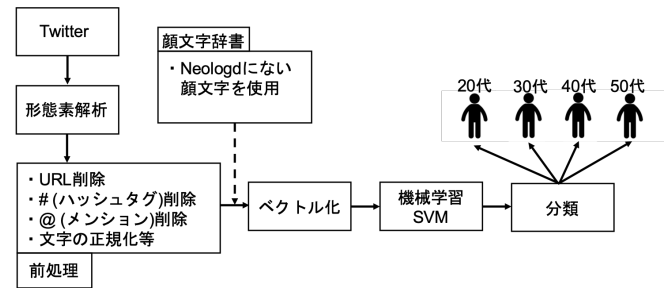 Twitter
形態素解析
・URL削除
・# (ハッシュタグ)削除
・@ (メンション)削除
・文字の正規化等
前処理
顔文字辞書
・Neologdにない
顔文字を使用
ベクトル化
機械学習
SVM
分類
20代 30代 40代 50代